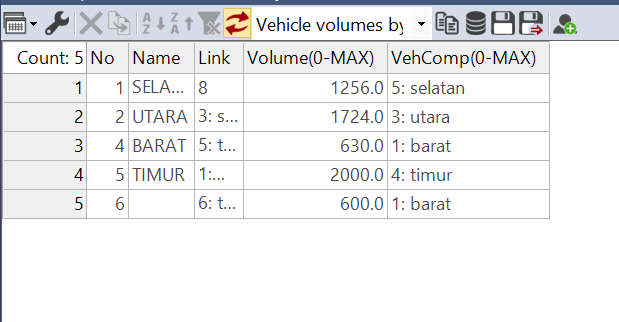 Vehicle volumes by
Count: 5 No Name Link Volume(0-MAX) VehComp(0-MAX)
1 1 SELA... 8 1256.0 5: selatan
2 2 UTARA 3: s... 1724.0 3: utara
3 4 BARAT 5: t... 630.0 1: barat
4 5 TIMUR 1:... 2000.0 4: timur
5 6 6: t... 600.0 1: barat